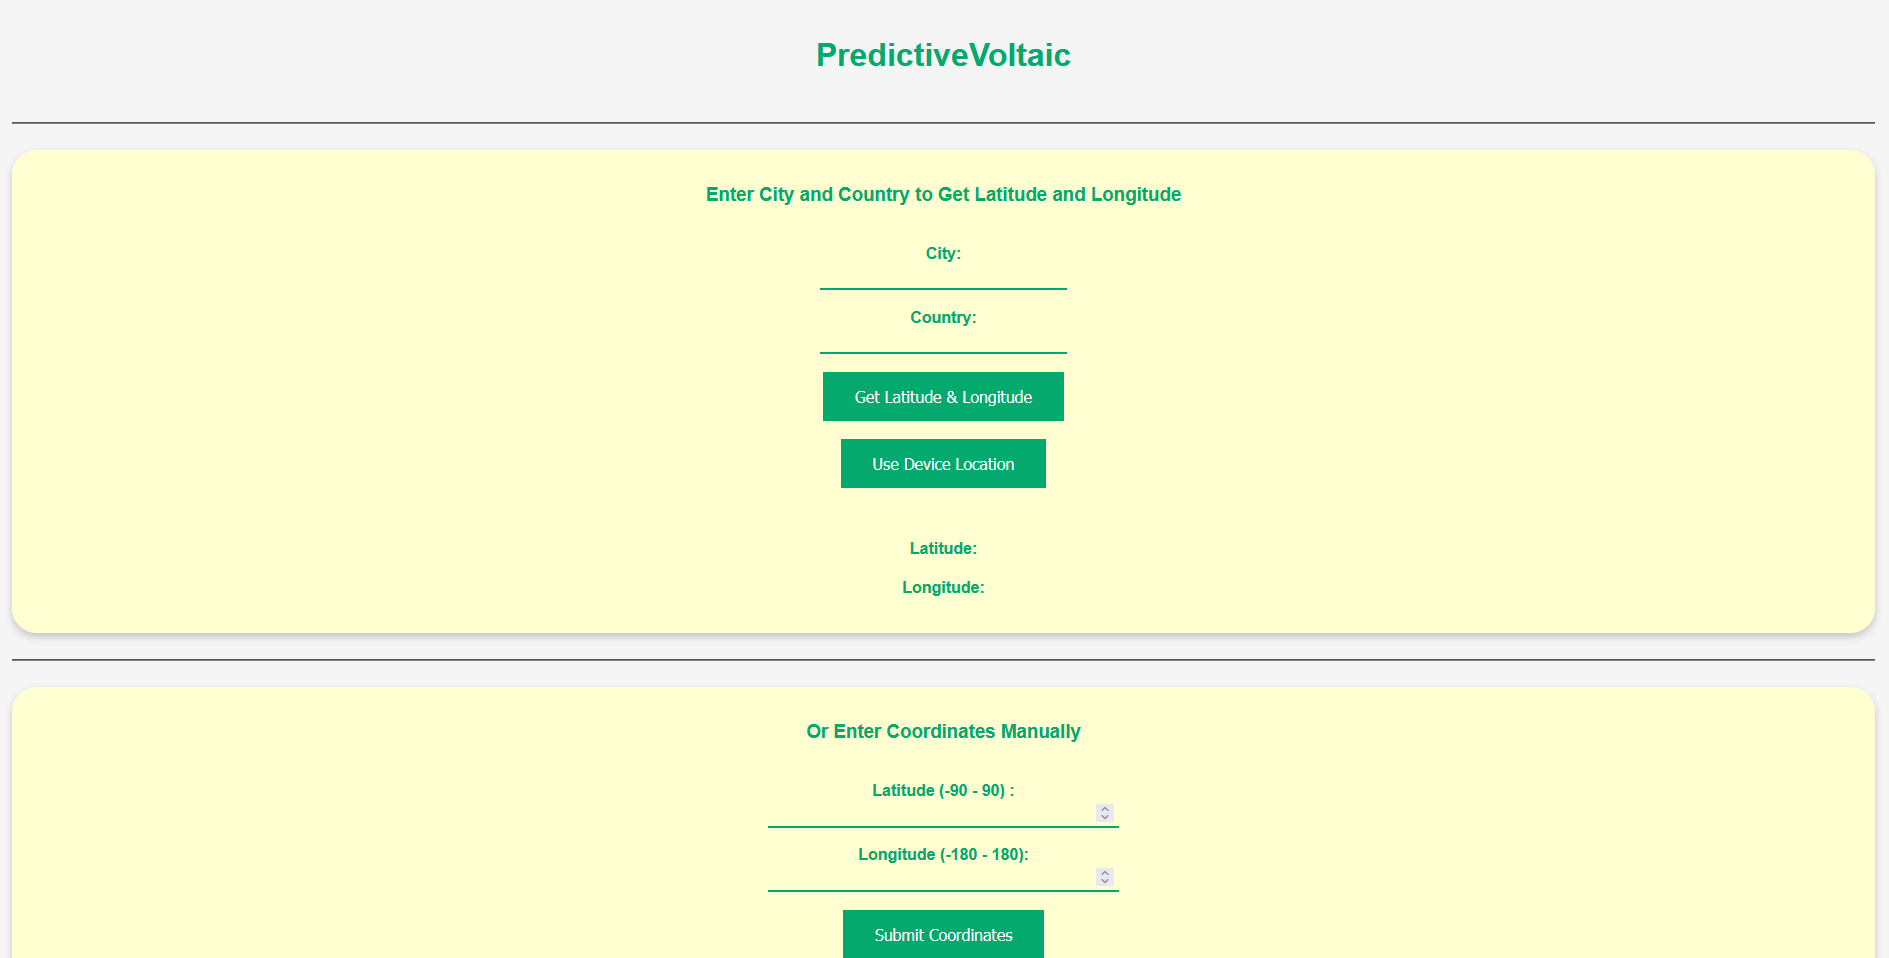 PredictiveVoltaic
Enter City and Country to Get Latitude and Longitude
City:
Country:
Get Latitude & Longitude
Use Device Location
Latitude:
Longitude:
Or Enter Coordinates Manually
Latitude (-90 - 90) :
Longitude (-180 - 180):
Submit Coordinates